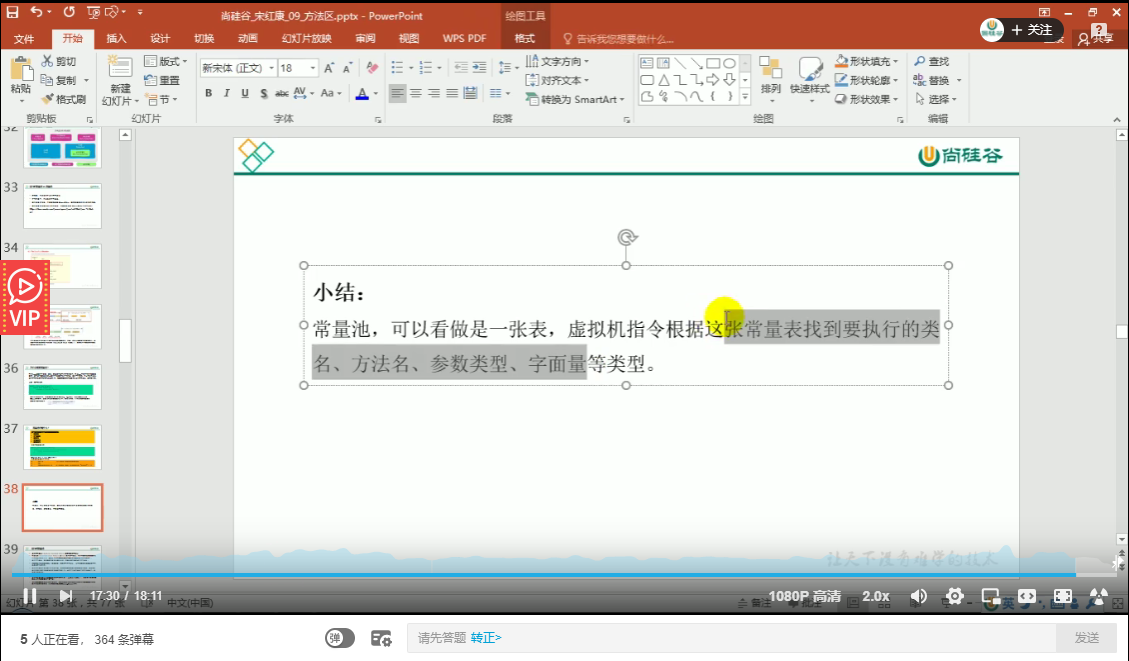 尚硅谷_宋红康_09_方法区.pptx - PowerPoint
绘图工具
+ 关注
文件 开始 插入 设计 切换 动画 幻灯片放映 审阅 视图 WPS PDF 格式 告诉我您想要做什么...
共享
粘贴
剪切
复制
格式刷
新建
幻灯片
版式
重置
节
新宋体 (正文) 18
B I U S abc AV Aa A
文字方向
对齐文本
转换为 SmartArt
排列 快速样式
形状填充
形状轮廓
形状效果
查找
替换
选择
剪贴板 幻灯片 字体 段落 绘图 编辑
32
33
34
36
37
38
39
VIP
尚硅谷
小结：
常量池，可以看做是一张表，虚拟机指令根据这张常量表找到要执行的类
名、方法名、参数类型、字面量等类型。
让天下没有难学的技术
17:30 / 18:11
1080P 高清 2.0x
幻灯片 第 38 张，共 77 张 中文(中国)
备注 批注
英
5 人正在看， 364 条弹幕
弹
请先答题 转正>
发送